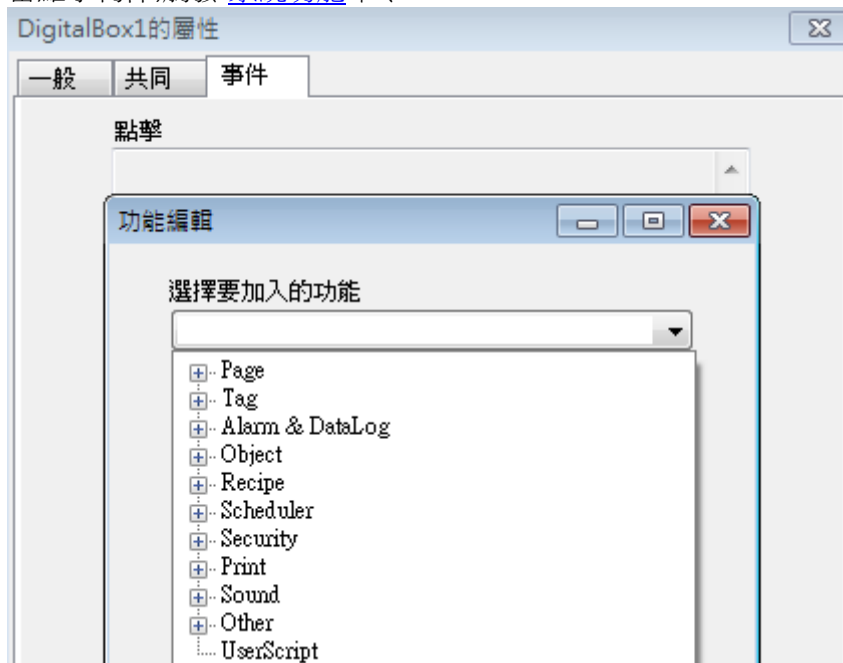 DigitalBox1的屬性
一般 共同 事件
點擊
功能編輯
選擇要加入的功能
Page
Tag
Alarm & DataLog
Object
Recipe
Scheduler
Security
Print
Sound
Other
UserScript